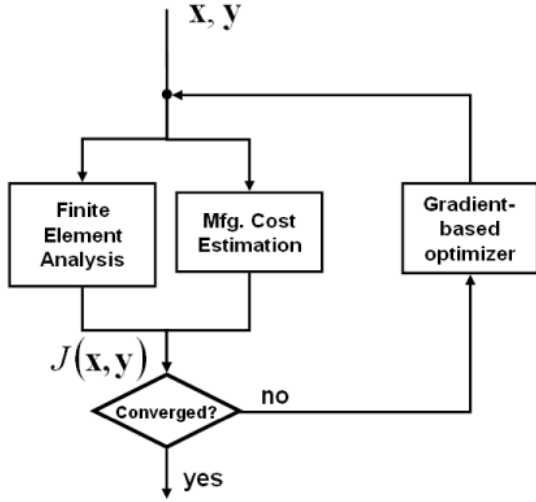 x, y
Finite
Element
Analysis
Mfg. Cost
Estimation
Gradient-
based
optimizer
J(x, y)
Converged?
no
yes